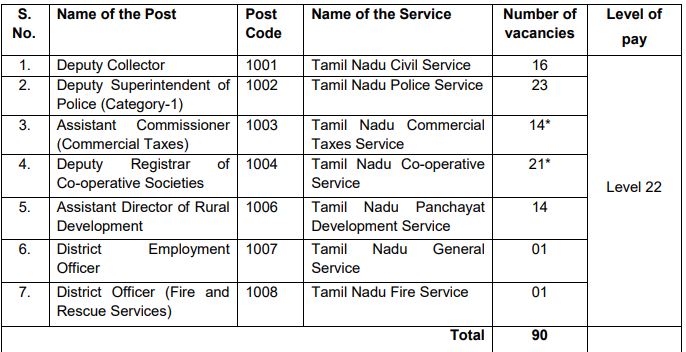 S. No. Name of the Post Post Code Name of the Service Number of vacancies Level of pay
1. Deputy Collector 1001 Tamil Nadu Civil Service 16
2. Deputy Superintendent of Police (Category-1) 1002 Tamil Nadu Police Service 23
3. Assistant Commissioner (Commercial Taxes) 1003 Tamil Nadu Commercial Taxes Service 14*
4. Deputy Registrar of Co-operative Societies 1004 Tamil Nadu Co-operative Service 21*
5. Assistant Director of Rural Development 1006 Tamil Nadu Panchayat Development Service 14
6. District Employment Officer 1007 Tamil Nadu General Service 01
7. District Officer (Fire and Rescue Services) 1008 Tamil Nadu Fire Service 01
Level 22
Total 90